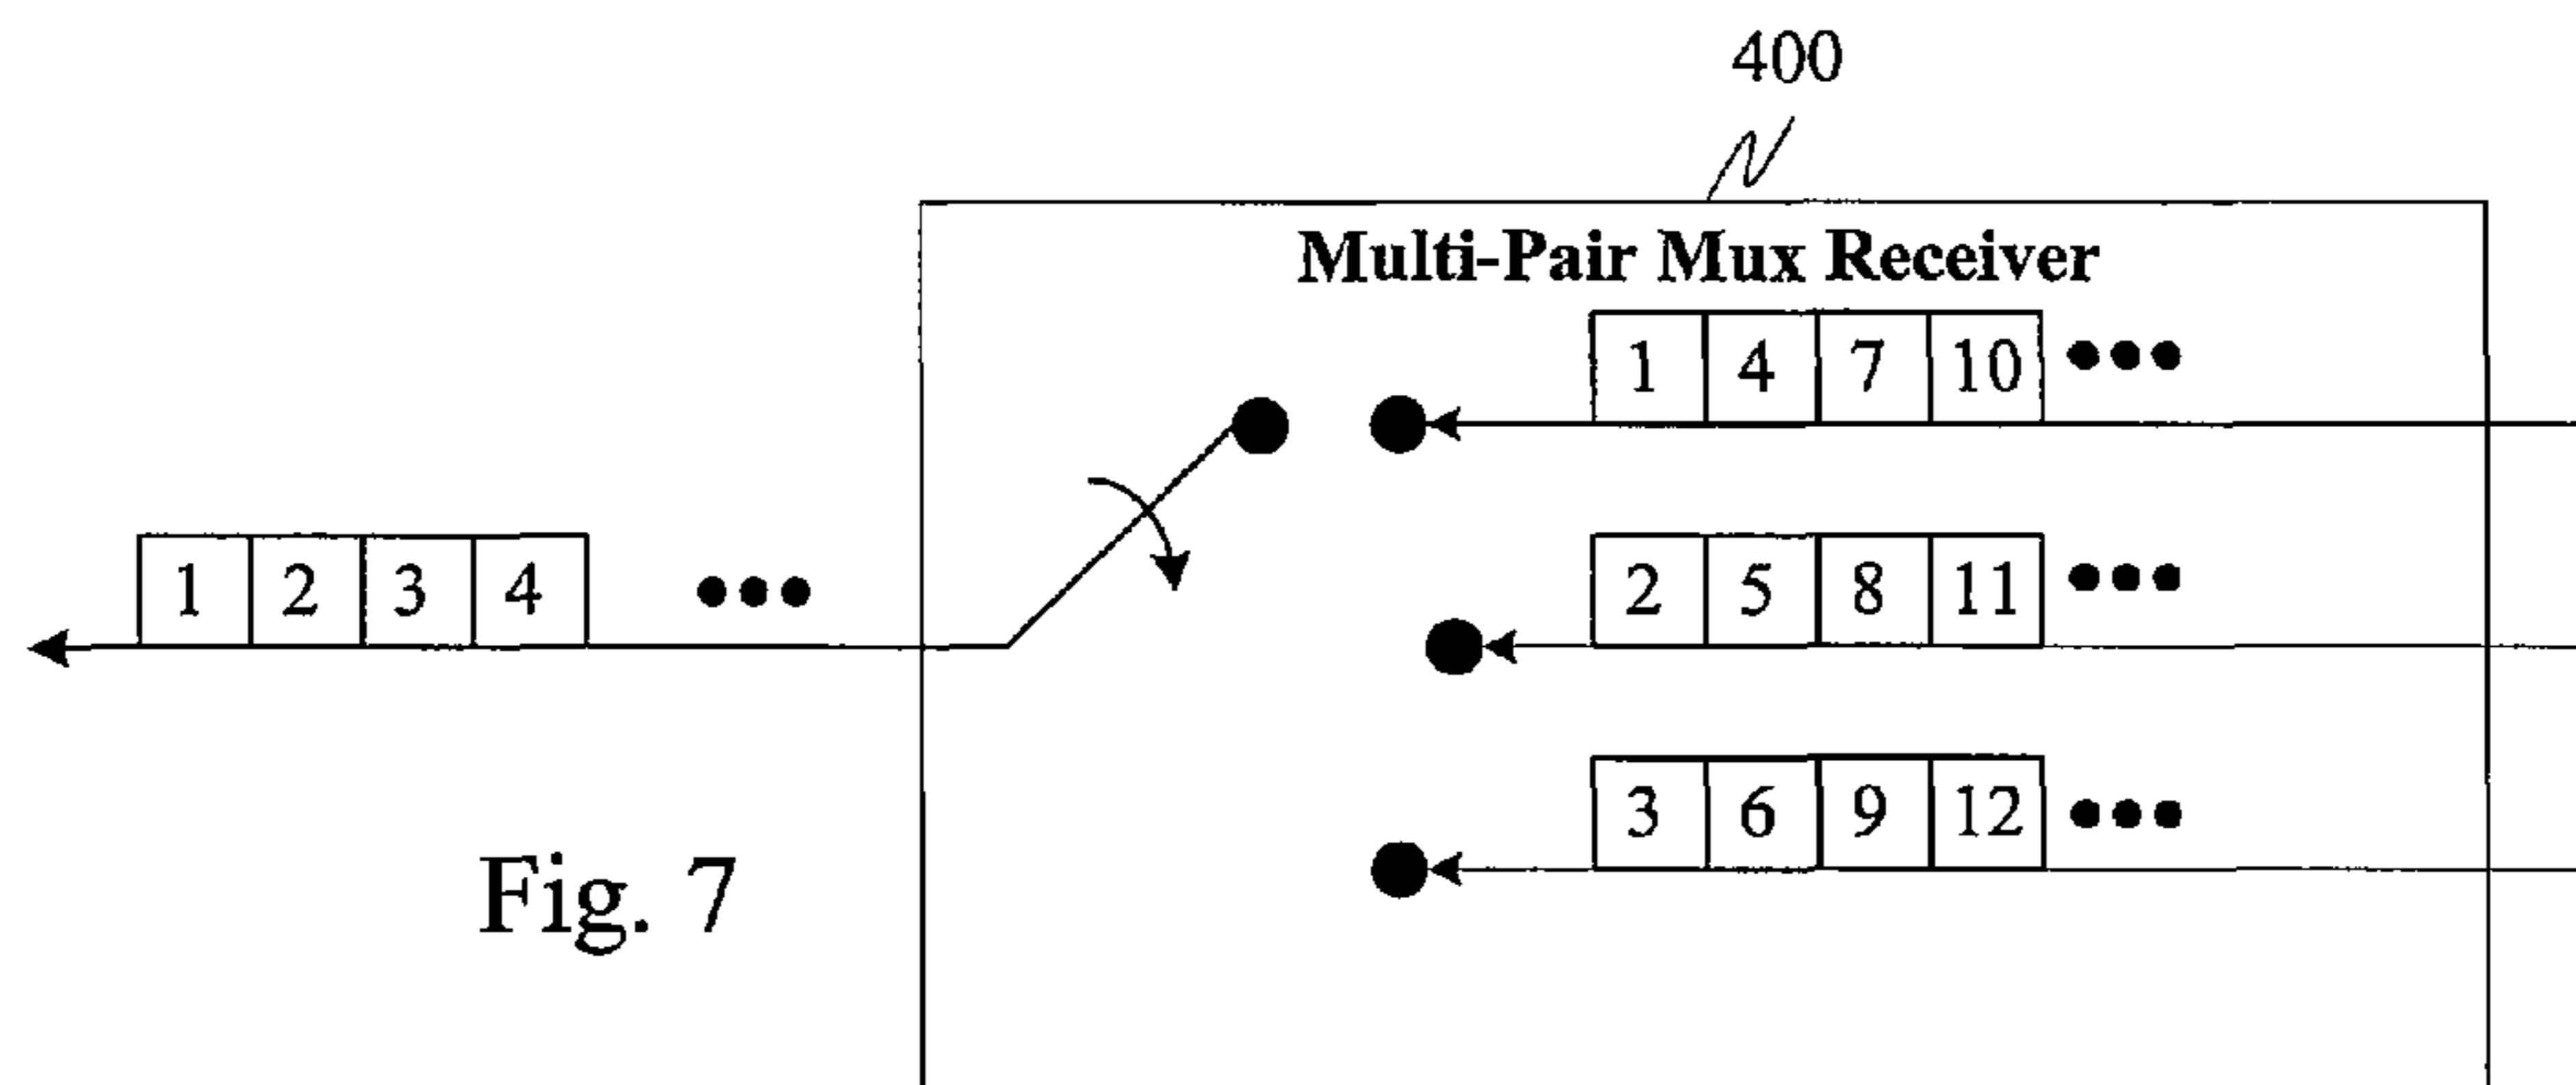 400
Multi-Pair Mux Receiver
1 4 7 10 •••
1 2 3 4 •••
2 5 8 11 •••
3 6 9 12 •••
Fig. 7